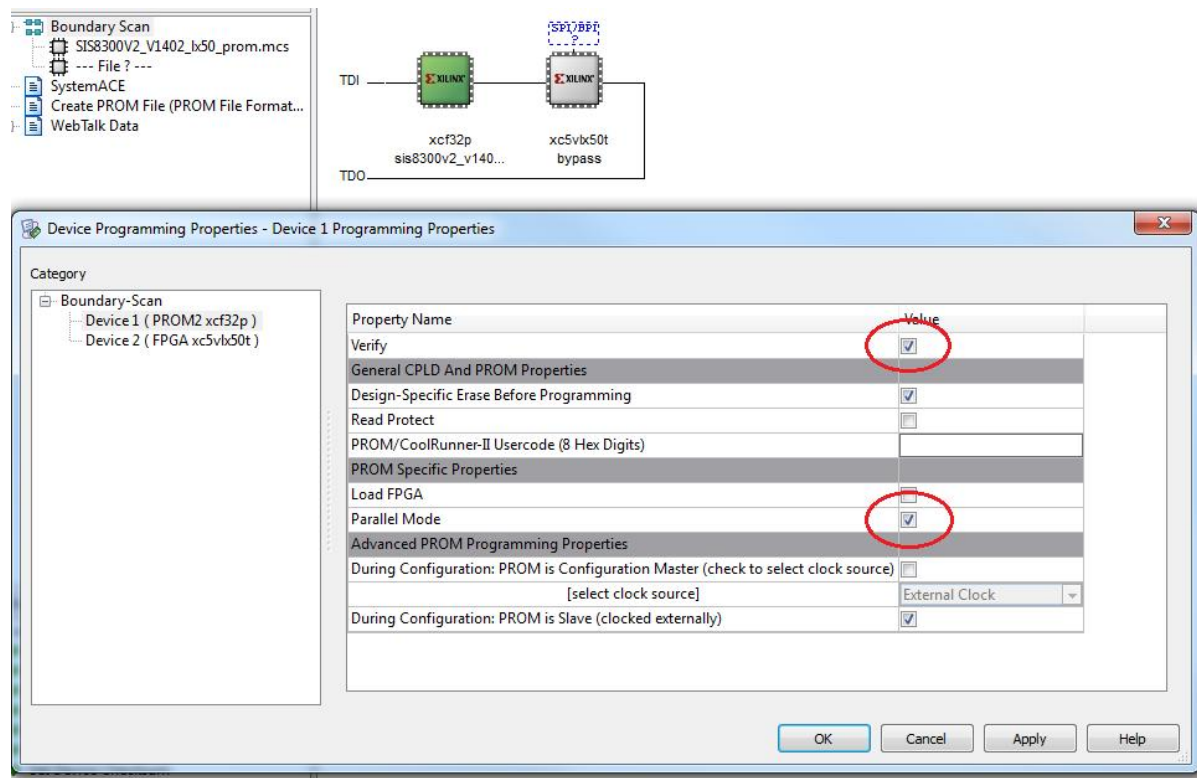 Boundary Scan
SIS8300V2_V1402_lx50_prom.mcs
--- File ? ---
SystemACE
Create PROM File (PROM File Format...
WebTalk Data
SPI/BPI
?
TDI
XILINX
XILINX
xcf32p
xc5vlx50t
sis8300v2_v140...
bypass
TDO
Device Programming Properties - Device 1 Programming Properties
Category
Boundary-Scan
Device 1 ( PROM2 xcf32p )
Device 2 ( FPGA xc5vlx50t )
Property Name Value
Verify
General CPLD And PROM Properties
Design-Specific Erase Before Programming
Read Protect
PROM/CoolRunner-II Usercode (8 Hex Digits)
PROM Specific Properties
Load FPGA
Parallel Mode
Advanced PROM Programming Properties
During Configuration: PROM is Configuration Master (check to select clock source)
[select clock source] External Clock
During Configuration: PROM is Slave (clocked externally)
OK Cancel Apply Help